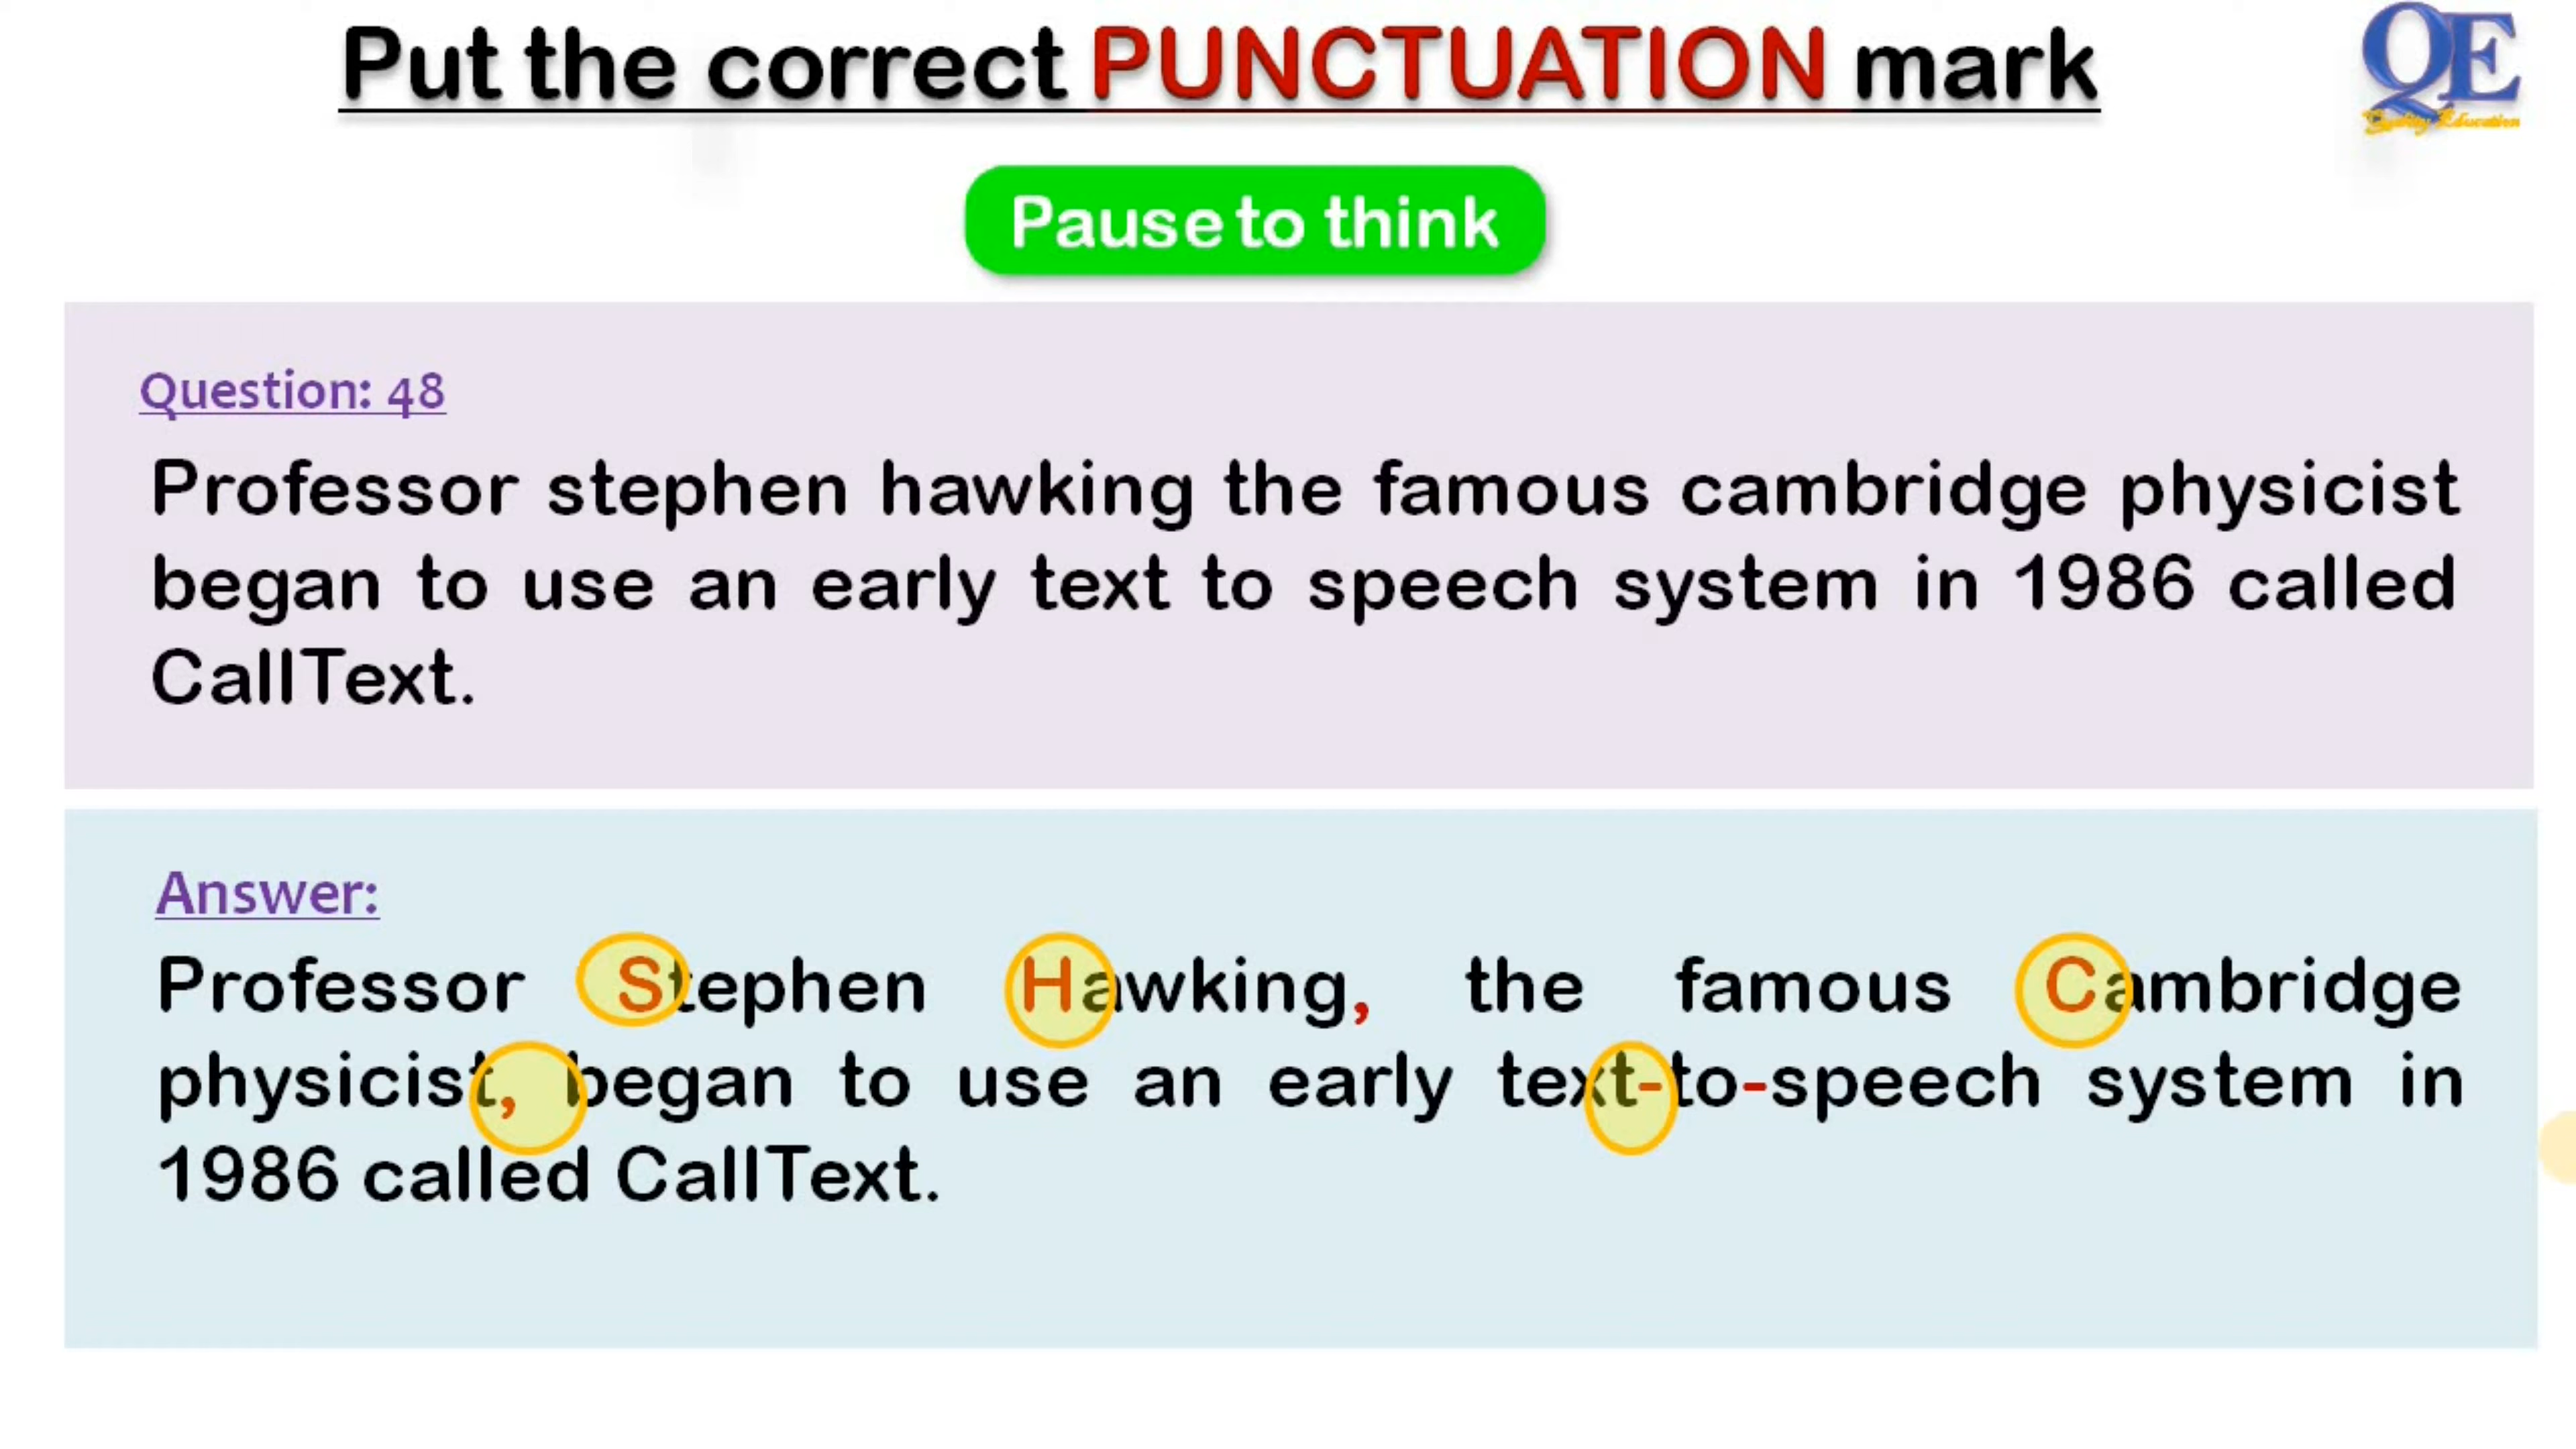 Put the correct PUNCTUATION mark
QE
Quality Education
Pause to think
Question: 48
Professor stephen hawking the famous cambridge physicist
began to use an early text to speech system in 1986 called
CallText.
Answer:
Professor Stephen Hawking, the famous Cambridge
physicist, began to use an early text-to-speech system in
1986 called CallText.